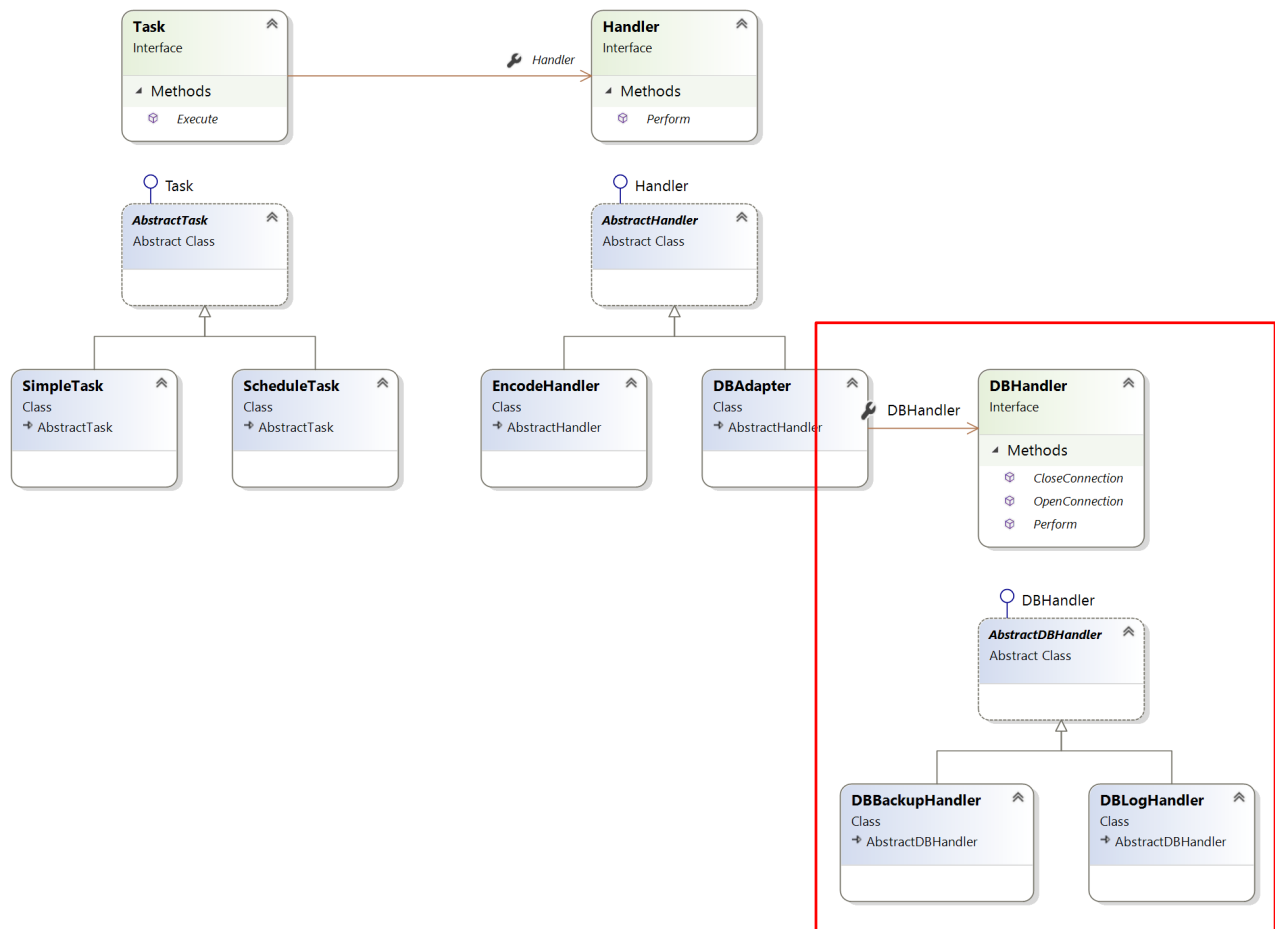 Task
Interface
Methods
Execute
Handler
Handler
Interface
Methods
Perform
Task
AbstractTask
Abstract Class
Handler
AbstractHandler
Abstract Class
SimpleTask
Class
AbstractTask
ScheduleTask
Class
AbstractTask
EncodeHandler
Class
AbstractHandler
DBAdapter
Class
AbstractHandler
DBHandler
DBHandler
Interface
Methods
CloseConnection
OpenConnection
Perform
DBHandler
AbstractDBHandler
Abstract Class
DBBackupHandler
Class
AbstractDBHandler
DBLogHandler
Class
AbstractDBHandler